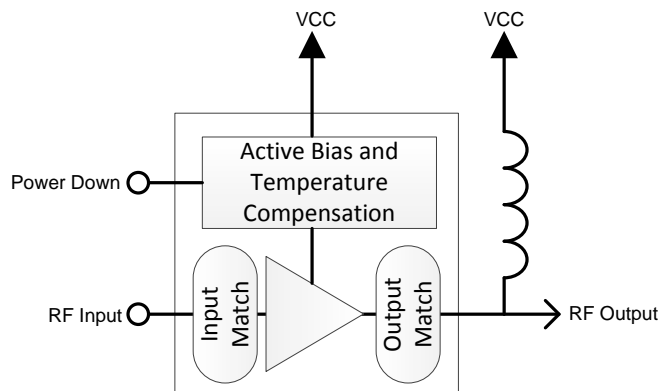 VCC
VCC
Active Bias and
Temperature
Compensation
Power Down
RF Input
Input
Match
Output
Match
RF Output